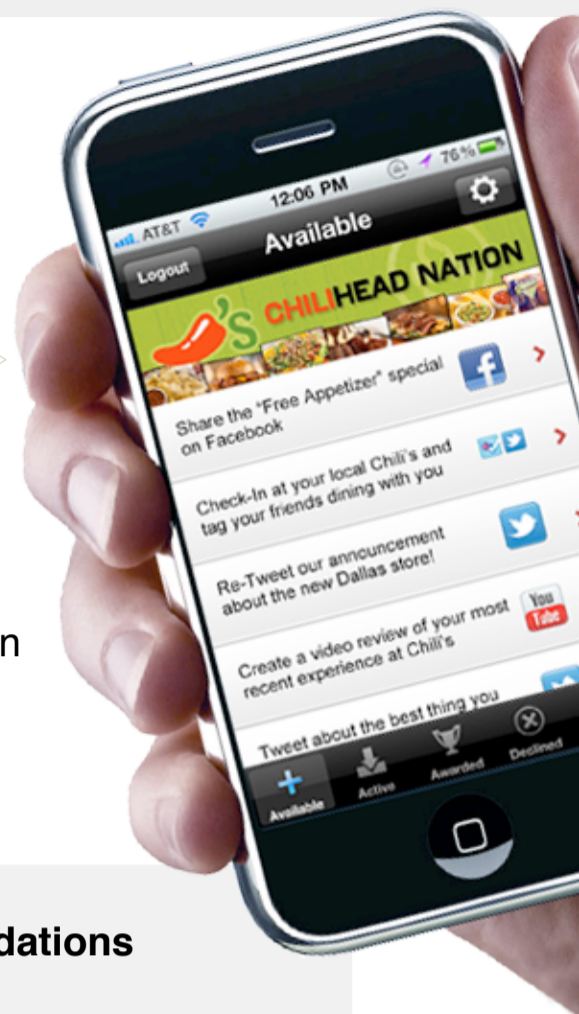 AT&T 12:06 PM 76%
Logout Available
'S CHILIHEAD NATION
Share the "Free Appetizer" special
on Facebook
Check-In at your local Chili's and
tag your friends dining with you
Re-Tweet our announcement
about the new Dallas store!
Create a video review of your most
recent experience at Chili's
You
Tube
Tweet about the best thing you
Available Active Awarded Declined
n
dations